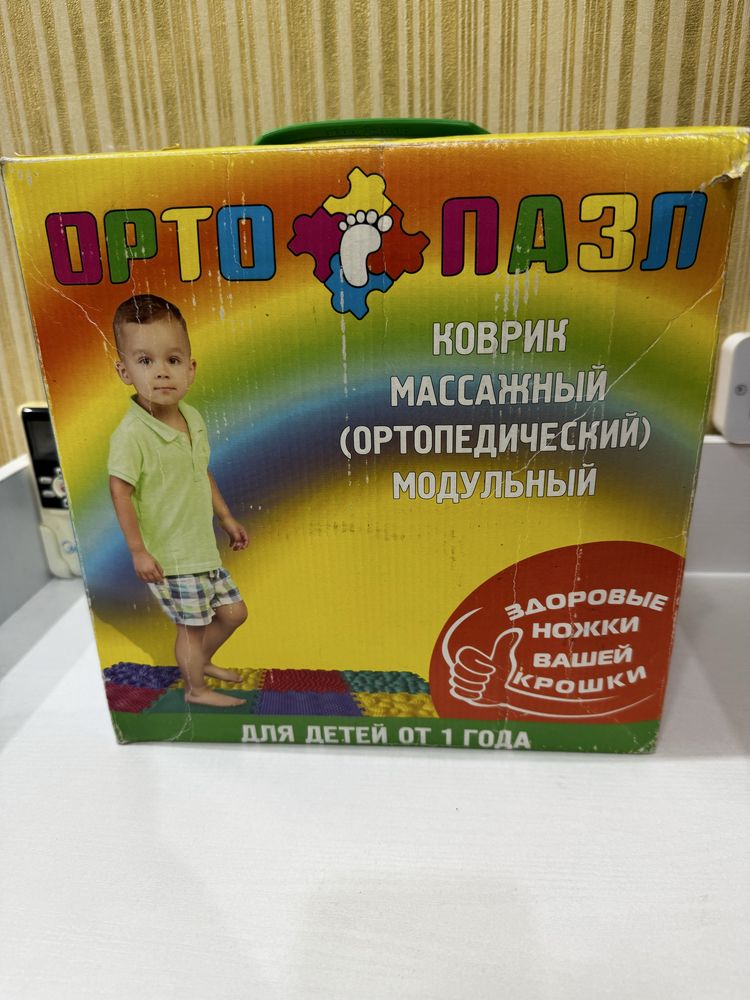 ОРТО ПАЗЛ
КОВРИК
МАССАЖНЫЙ
(ОРТОПЕДИЧЕСКИЙ)
МОДУЛЬНЫЙ
ЗДОРОВЫЕ
НОЖКИ
ВАШЕЙ
КРОШКИ
ДЛЯ ДЕТЕЙ ОТ 1 ГОДА